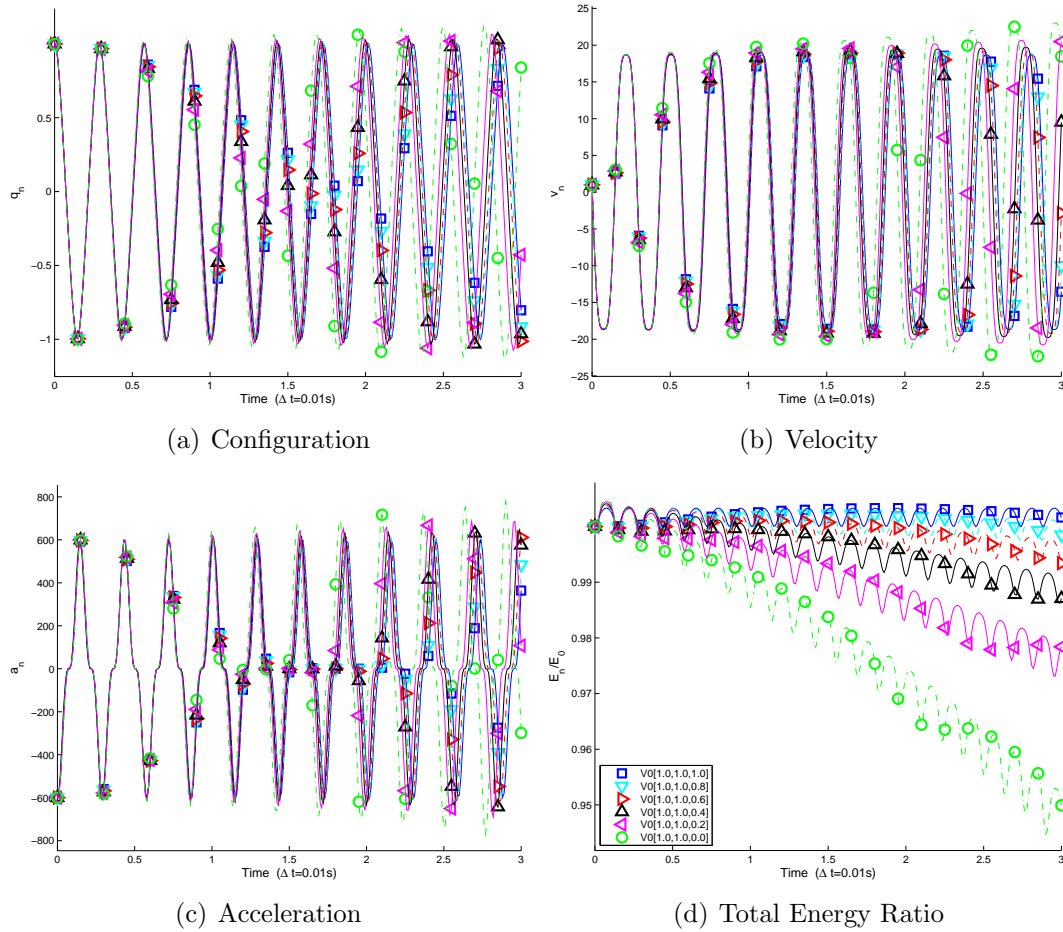 1
0.5
0
-0.5
-1
q_n
0 0.5 1 1.5 2 2.5 3
Time (Δ t=0.01s)
(a) Configuration
25
20
15
10
5
0
−5
−10
−15
−20
−25
v_n
0 0.5 1 1.5 2 2.5 3
Time (Δ t=0.01s)
(b) Velocity
800
600
400
200
0
−200
−400
−600
−800
a_n
0 0.5 1 1.5 2 2.5 3
Time (Δ t=0.01s)
(c) Acceleration
0.99
0.98
0.97
0.96
0.95
E_n/E_0
V0[1.0,1.0,1.0]
V0[1.0,1.0,0.8]
V0[1.0,1.0,0.6]
V0[1.0,1.0,0.4]
V0[1.0,1.0,0.2]
V0[1.0,1.0,0.0]
0 0.5 1 1.5 2 2.5 3
Time (Δ t=0.01s)
(d) Total Energy Ratio